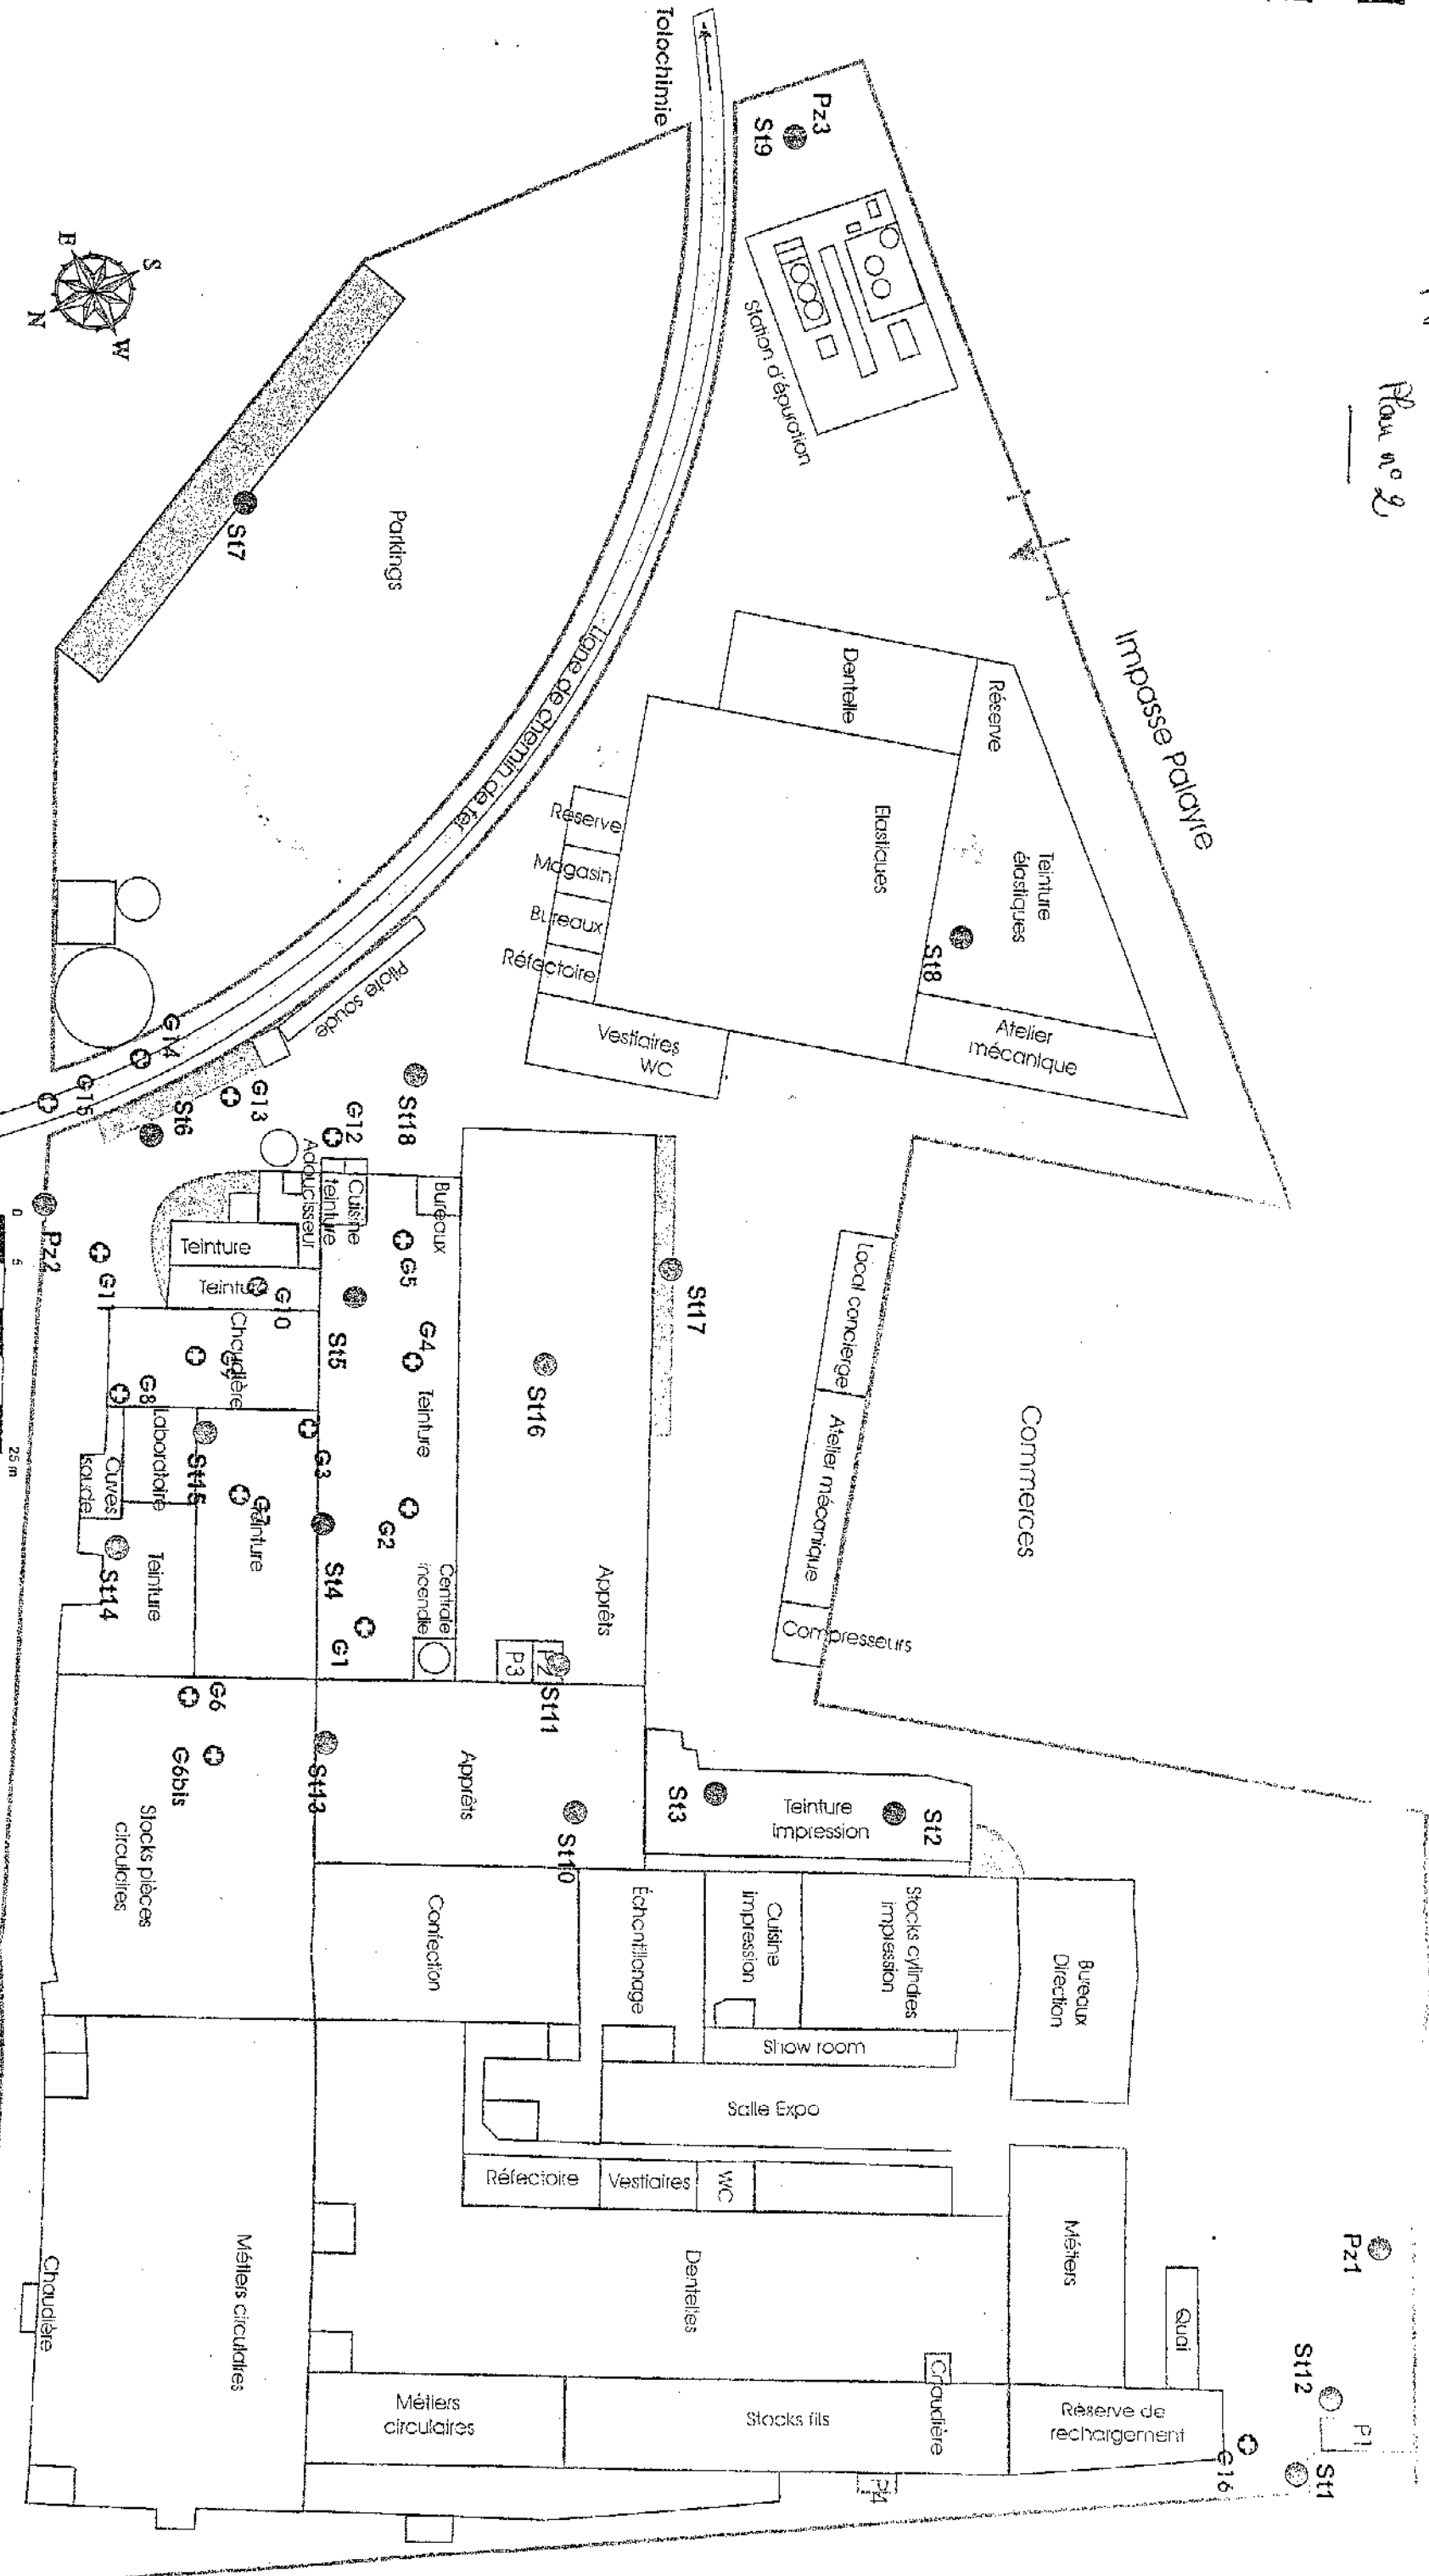 Plan n° 2
Tolochimie
Pz3
St9
Station d'épuration
Impasse Palayre
E
S
N
W
St7
Parkings
Ligne de chemin de fer
Dentelle
Réserve
Elastiques
Teinture
élastiques
St8
Réserve
Magasin
Bureaux
Réfectoire
Vestiaires
WC
Atelier
mécanique
Pilote soude
G14
G15
St6
G13
G12
St18
Adoucisseur
Cuisine
teinture
Bureaux
G5
St17
Pz2
G11
Teinture
Teinture
G10
Chaudière
G9
St5
G4
Teinture
St16
G8
Laboratoire
St15
Cuves
soude
G7
Teinture
G3
G2
St4
St14
Teinture
G1
Centrale
incendie
Apprêts
P3
P2
St11
Local concierge
Atelier mécanique
Compresseurs
Commerces
0
5
25 m
G6
G6bis
St13
Stocks pièces
circulaires
Apprêts
St10
St3
Teinture
impression
St2
Confection
Échantillonage
Cuisine
impression
Stocks cylindres
impression
Bureaux
Direction
Show room
Salle Expo
Réfectoire
Vestiaires
WC
Métiers
Métiers circulaires
Chaudière
Dentelles
Quai
Pz1
St12
P1
St1
G16
Métiers
circulaires
Stocks fils
Chaudière
Réserve de
rechargement
P4